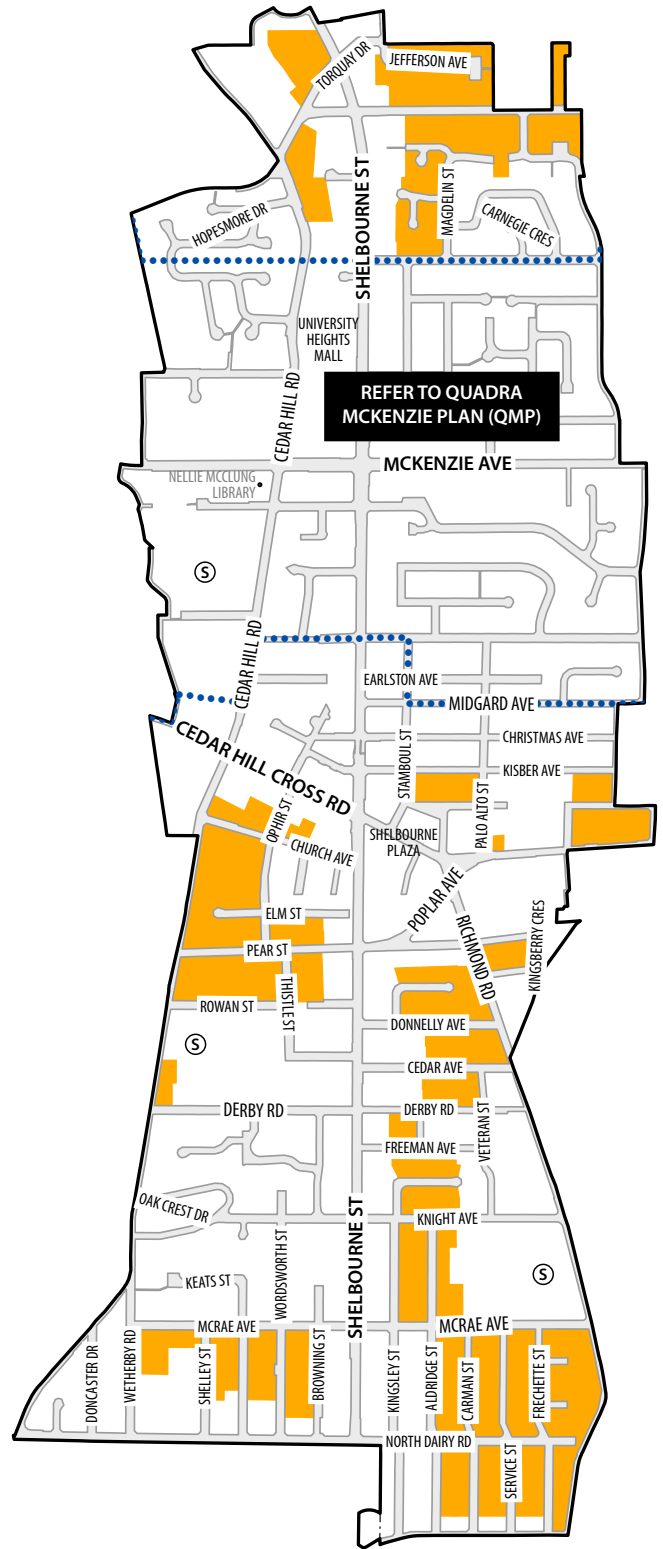 TORQUAY DR
JEFFERSON AVE
SHELBOURNE ST
MAGDELIN ST
HOPESMORE DR
CARNEGIE CRES
UNIVERSITY
HEIGHTS
MALL
CEDAR HILL RD
REFER TO QUADRA
MCKENZIE PLAN (QMP)
MCKENZIE AVE
NELLIE MCCLUNG
LIBRARY
S
CEDAR HILL RD
EARLSTON AVE
MIDGARD AVE
CEDAR HILL CROSS RD
STAMBOUL ST
CHRISTMAS AVE
KISBER AVE
OPHIR ST
PALO ALTO ST
SHELBOURNE
PLAZA
CHURCH AVE
POPLAR AVE
ELM ST
RICHMOND RD
KINGSBERRY CRES
PEAR ST
THISTLE ST
ROWAN ST
DONNELLY AVE
S
CEDAR AVE
DERBY RD
DERBY RD
VETERAN ST
FREEMAN AVE
OAK CREST DR
KNIGHT AVE
SHELBOURNE ST
WORDSWORTH ST
S
KEATS ST
MCRAE AVE
MCRAE AVE
DONCASTER DR
WETHERBY RD
SHELLEY ST
BROWNING ST
KINGSLEY ST
ALDRIDGE ST
CARMAN ST
FRECHETTE ST
NORTH DAIRY RD
SERVICE ST